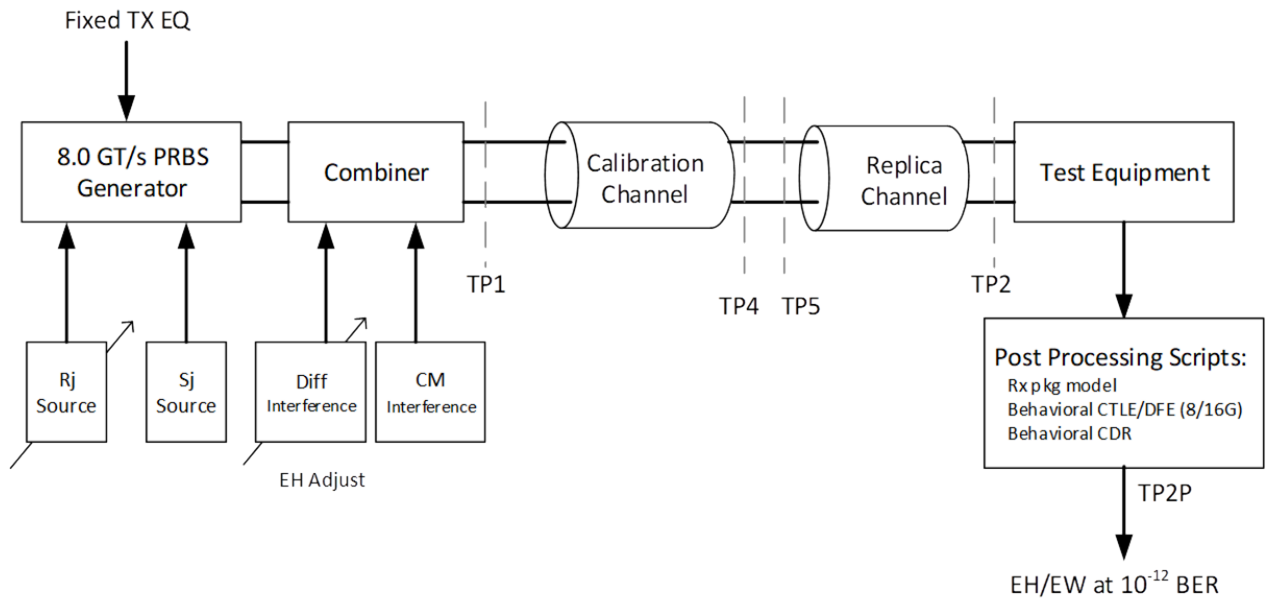 Fixed TX EQ
8.0 GT/s PRBS
Generator
Combiner
Calibration
Channel
Replica
Channel
Test Equipment
TP1
TP4
TP5
TP2
Rj
Source
Sj
Source
Diff
Interference
CM
Interference
EH Adjust
Post Processing Scripts:
Rx pkg model
Behavioral CTLE/DFE (8/16G)
Behavioral CDR
TP2P
EH/EW at 10⁻¹² BER